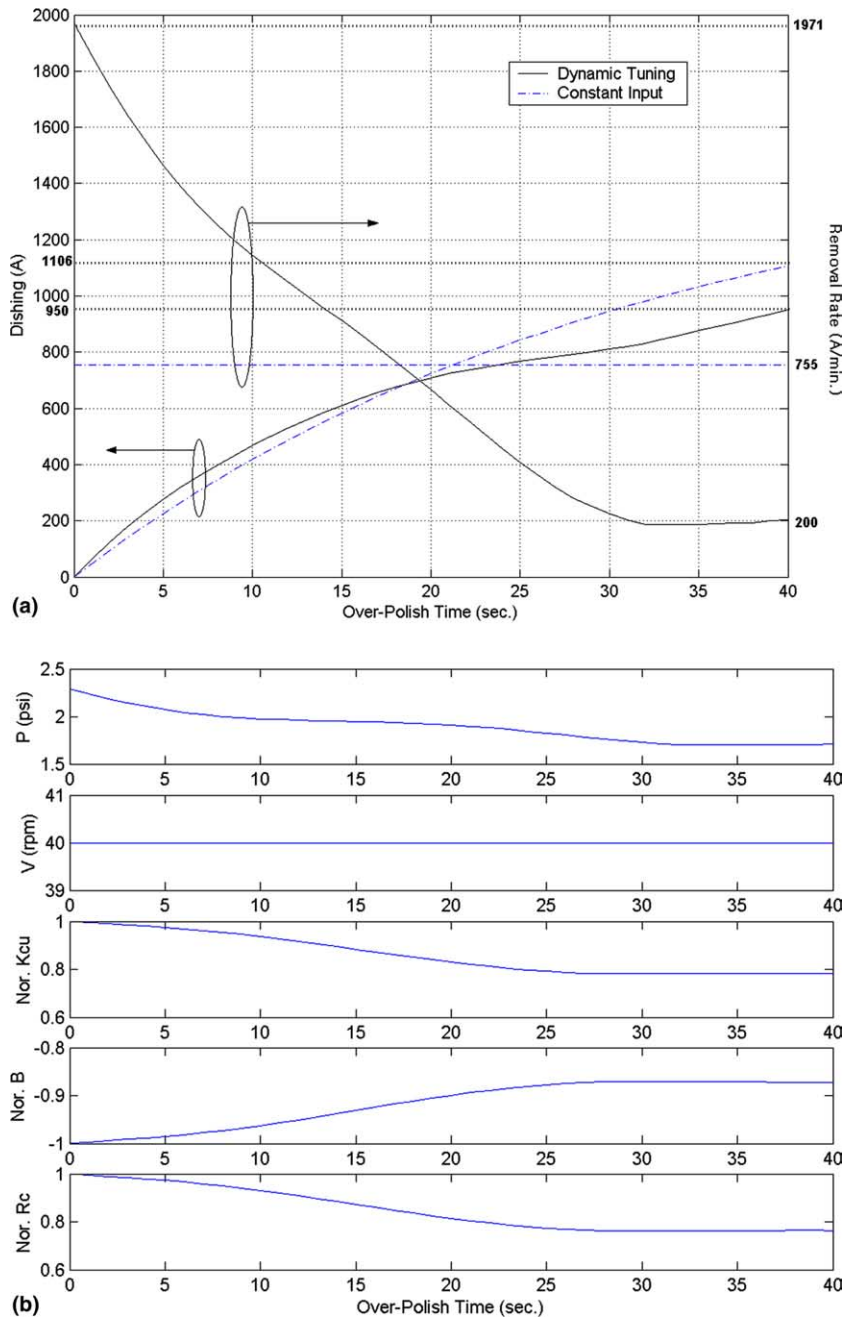 2000
1971
1800
Dynamic Tuning
Constant Input
1600
1400
1200
1106
1000
950
800
755
600
400
200
200
0
Dishing (A)
Removal Rate (A/min.)
0 5 10 15 20 25 30 35 40
Over-Polish Time (sec.)
(a)
2.5
2
1.5
P (psi)
0 5 10 15 20 25 30 35 40
41
40
39
V (rpm)
0 5 10 15 20 25 30 35 40
1
0.8
0.6
Nor. Kcu
0 5 10 15 20 25 30 35 40
-0.8
-0.9
-1
Nor. B
0 5 10 15 20 25 30 35 40
1
0.8
0.6
Nor. Rc
0 5 10 15 20 25 30 35 40
Over-Polish Time (sec.)
(b)